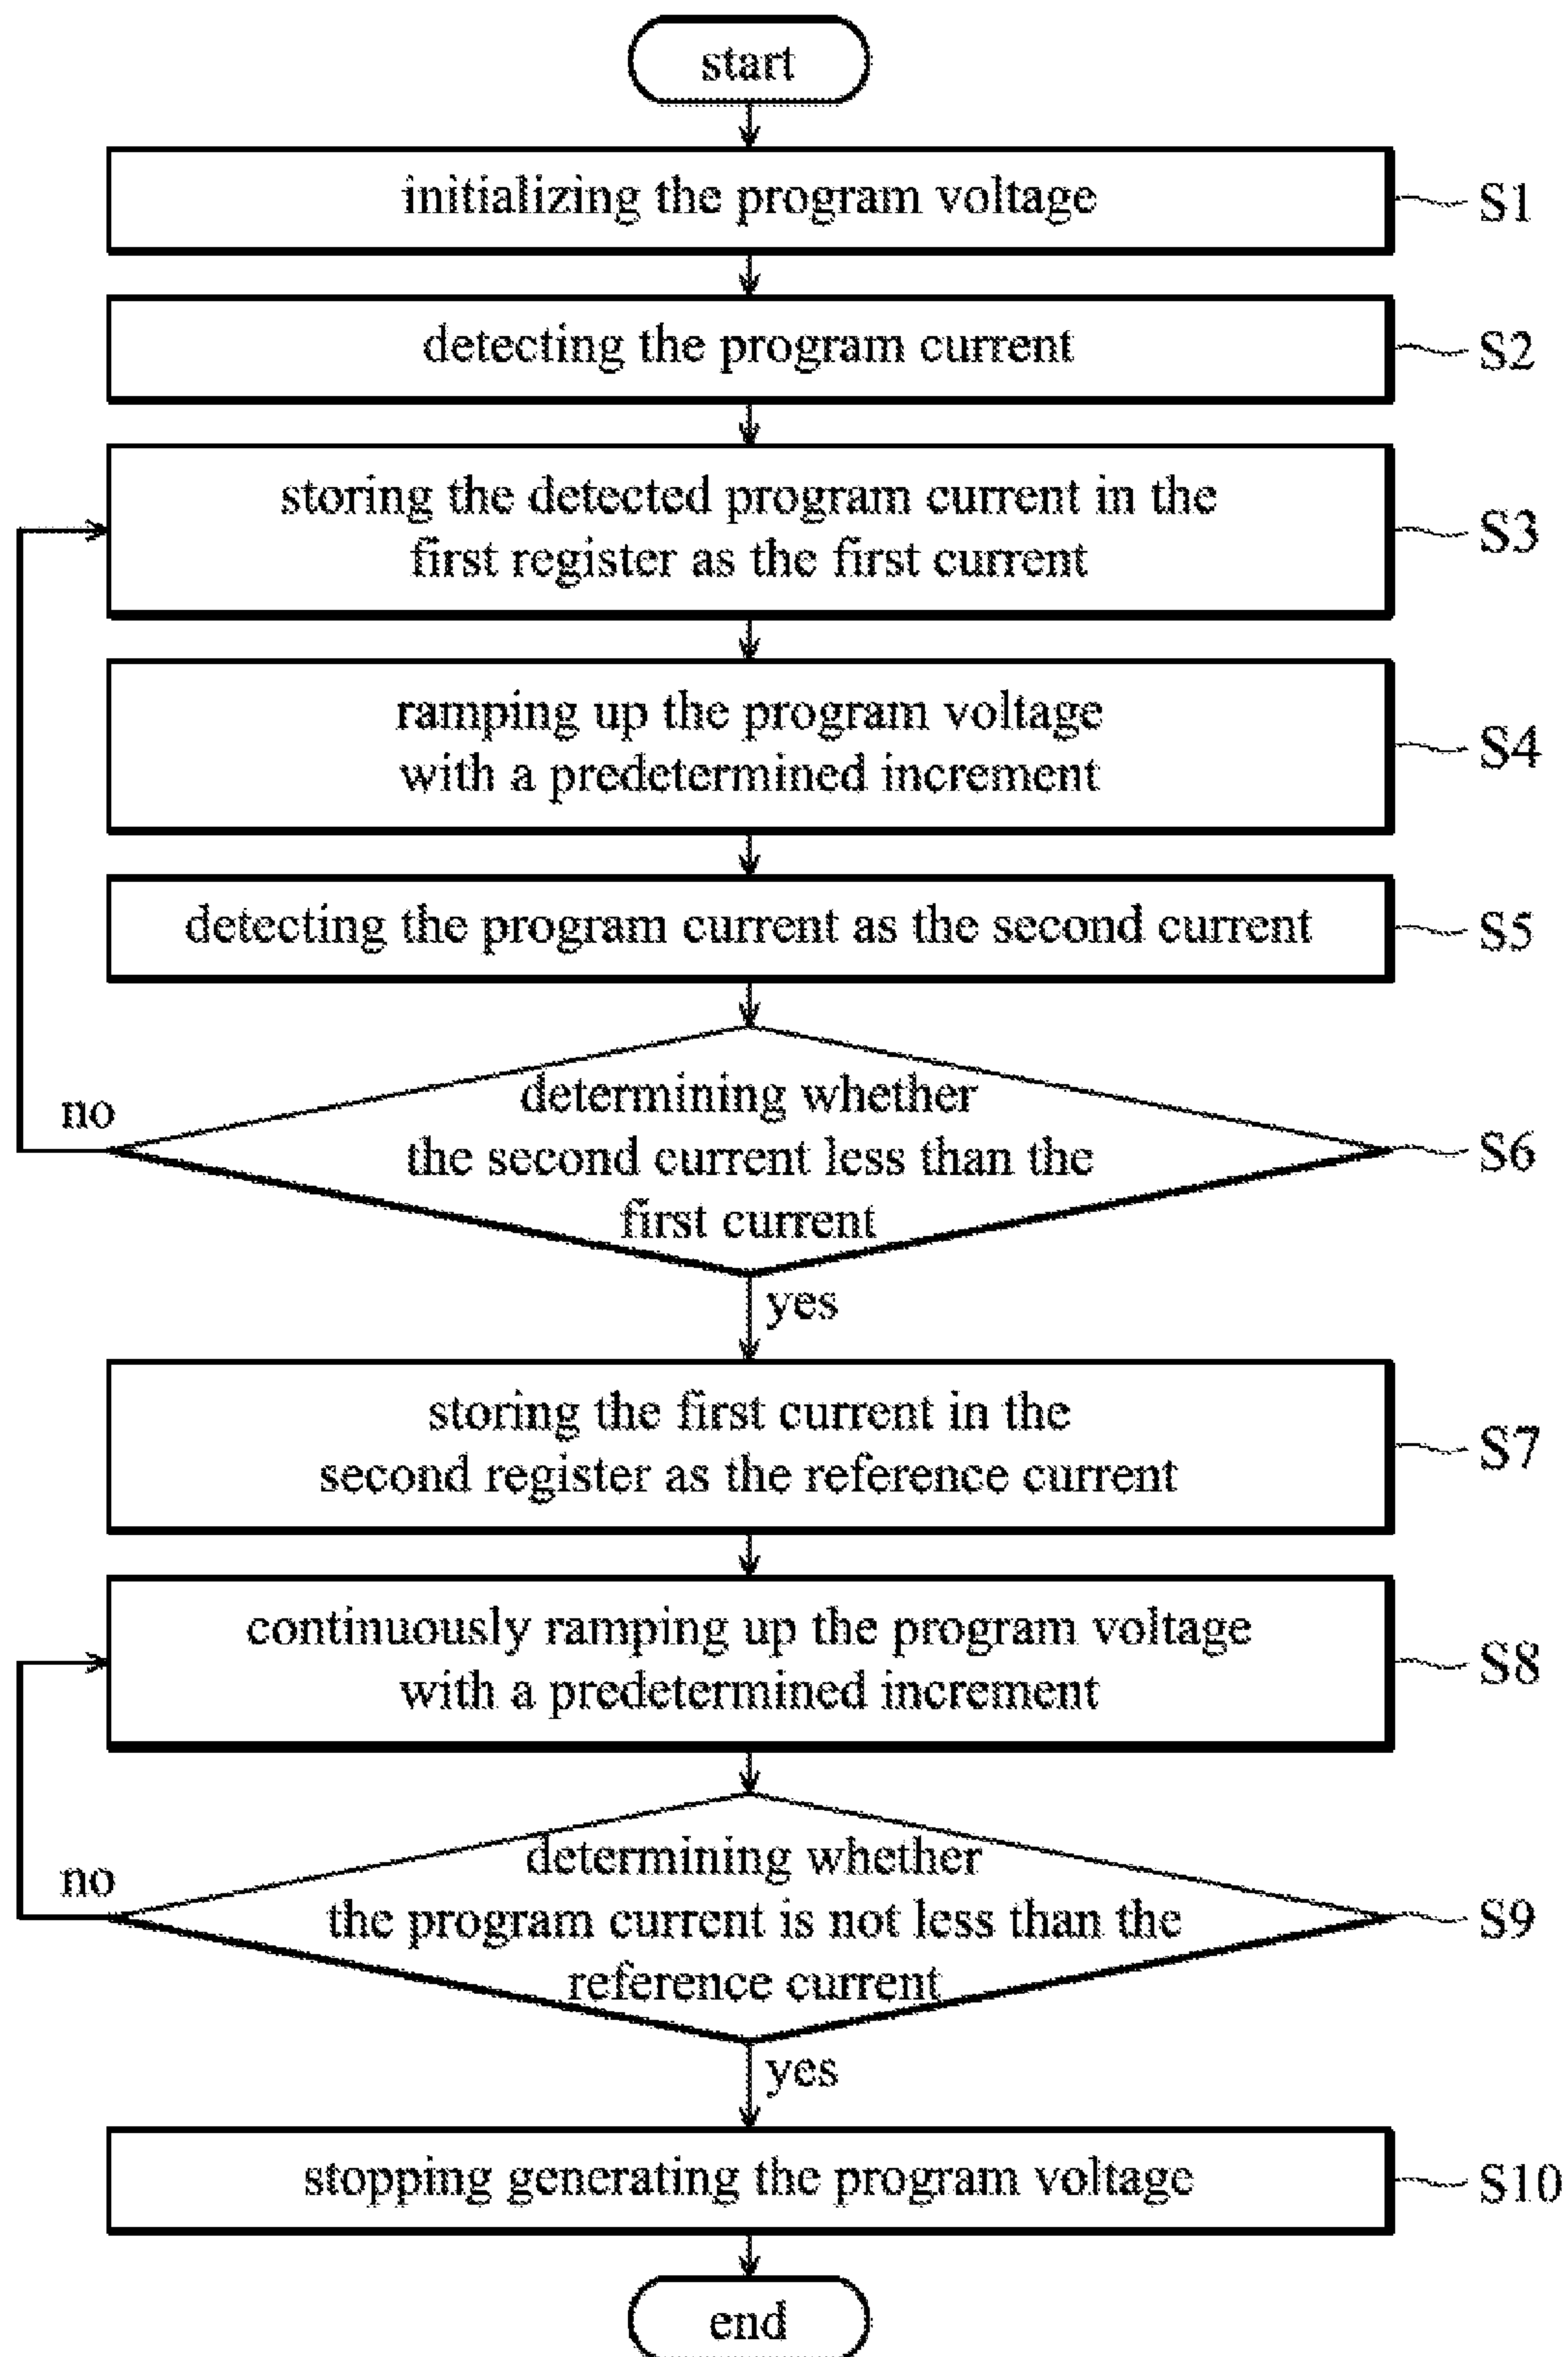 start
initializing the program voltage
S1
detecting the program current
S2
storing the detected program current in the
first register as the first current
S3
ramping up the program voltage
with a predetermined increment
S4
detecting the program current as the second current
S5
determining whether
the second current less than the
first current
S6
no
yes
storing the first current in the
second register as the reference current
S7
continuously ramping up the program voltage
with a predetermined increment
S8
determining whether
the program current is not less than the
reference current
S9
no
yes
stopping generating the program voltage
S10
end